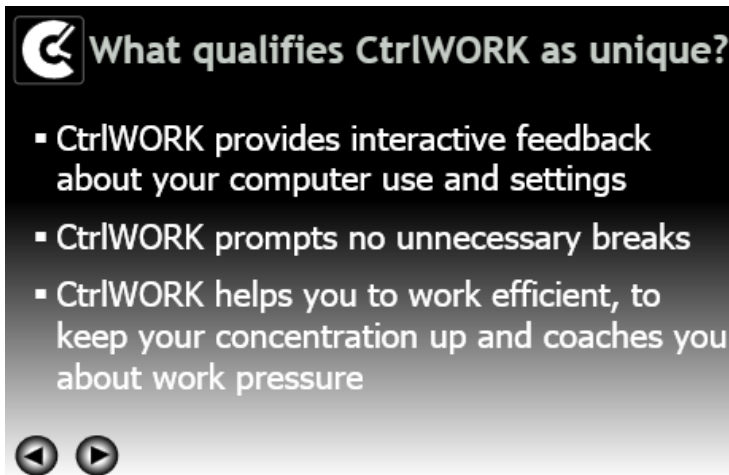 What qualifies CtrlWORK as unique?
▪ CtrlWORK provides interactive feedback
about your computer use and settings
▪ CtrlWORK prompts no unnecessary breaks
▪ CtrlWORK helps you to work efficient, to
keep your concentration up and coaches you
about work pressure